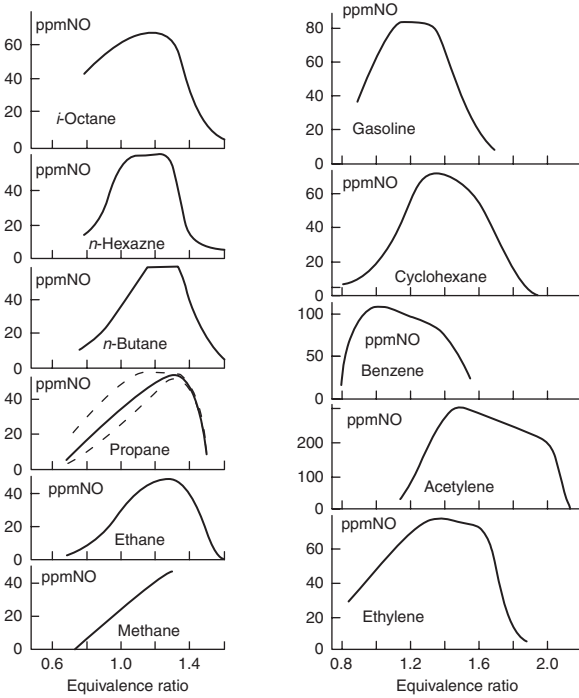 ppmNO
60
40
20
0
i-Octane
ppmNO
40
20
0
n-Hexazne
ppmNO
40
20
0
n-Butane
ppmNO
40
20
0
Propane
ppmNO
40
20
0
Ethane
ppmNO
40
20
0
Methane
0.6 1.0 1.4
Equivalence ratio
ppmNO
80
60
40
20
0
Gasoline
ppmNO
60
40
20
0
Cyclohexane
100
ppmNO
50
Benzene
0
ppmNO
200
100
0
Acetylene
ppmNO
80
60
40
20
0
Ethylene
0.8 1.2 1.6 2.0
Equivalence ratio